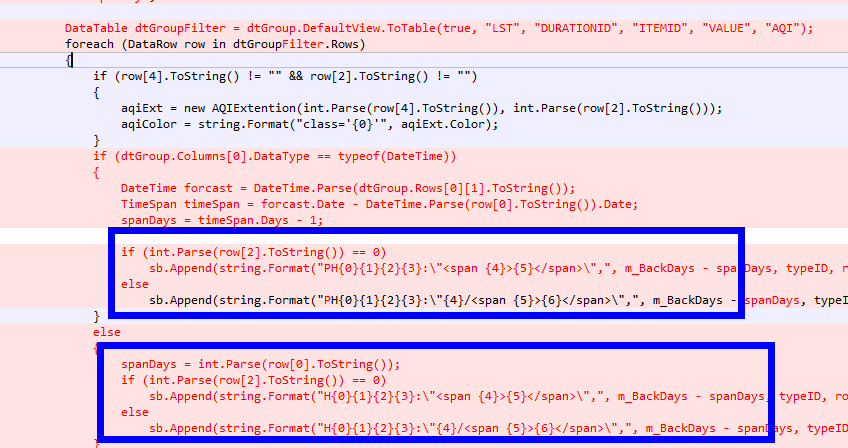 DataTable dtGroupFilter = dtGroup.DefaultView.ToTable(true, "LST", "DURATIONID", "ITEMID", "VALUE", "AQI");
foreach (DataRow row in dtGroupFilter.Rows)
{
if (row[4].ToString() != "" && row[2].ToString() != "")
{
aqiExt = new AQIExtention(int.Parse(row[4].ToString()), int.Parse(row[2].ToString()));
aqiColor = string.Format("class='{0}'", aqiExt.Color);
}
if (dtGroup.Columns[0].DataType == typeof(DateTime))
{
DateTime forcast = DateTime.Parse(dtGroup.Rows[0][1].ToString());
TimeSpan timeSpan = forcast.Date - DateTime.Parse(row[0].ToString()).Date;
spanDays = timeSpan.Days - 1;
if (int.Parse(row[2].ToString()) == 0)
sb.Append(string.Format("PH{0}{1}{2}{3}:\"<span {4}>{5}</span>\",", m_BackDays - spanDays, typeID, r
else
sb.Append(string.Format("PH{0}{1}{2}{3}:\"{4}/<span {5}>{6}</span>\",", m_BackDays - spanDays, typeI
}
else
{
spanDays = int.Parse(row[0].ToString());
if (int.Parse(row[2].ToString()) == 0)
sb.Append(string.Format("H{0}{1}{2}{3}:\"<span {4}>{5}</span>\",", m_BackDays - spanDays, typeID, ro
else
sb.Append(string.Format("H{0}{1}{2}{3}:\"{4}/<span {5}>{6}</span>\",", m_BackDays - spanDays, typeID
}